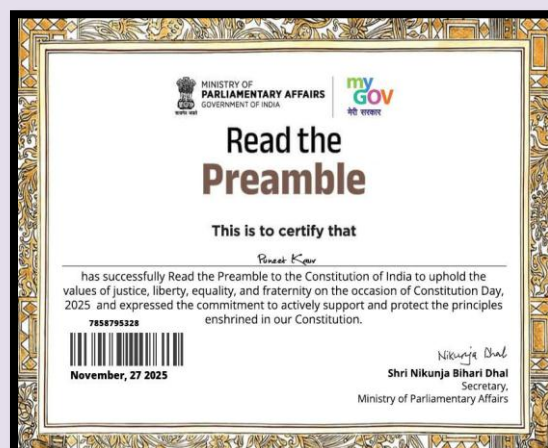 MINISTRY OF
PARLIAMENTARY AFFAIRS
GOVERNMENT OF INDIA
सत्यमेव जयते
my
GOV
मेरी सरकार
Read the
Preamble
This is to certify that
Puneet Kaur
has successfully Read the Preamble to the Constitution of India to uphold the
values of justice, liberty, equality, and fraternity on the occasion of Constitution Day,
2025 and expressed the commitment to actively support and protect the principles
enshrined in our Constitution.
7858795328
November, 27 2025
Nikunja Dhal
Shri Nikunja Bihari Dhal
Secretary,
Ministry of Parliamentary Affairs